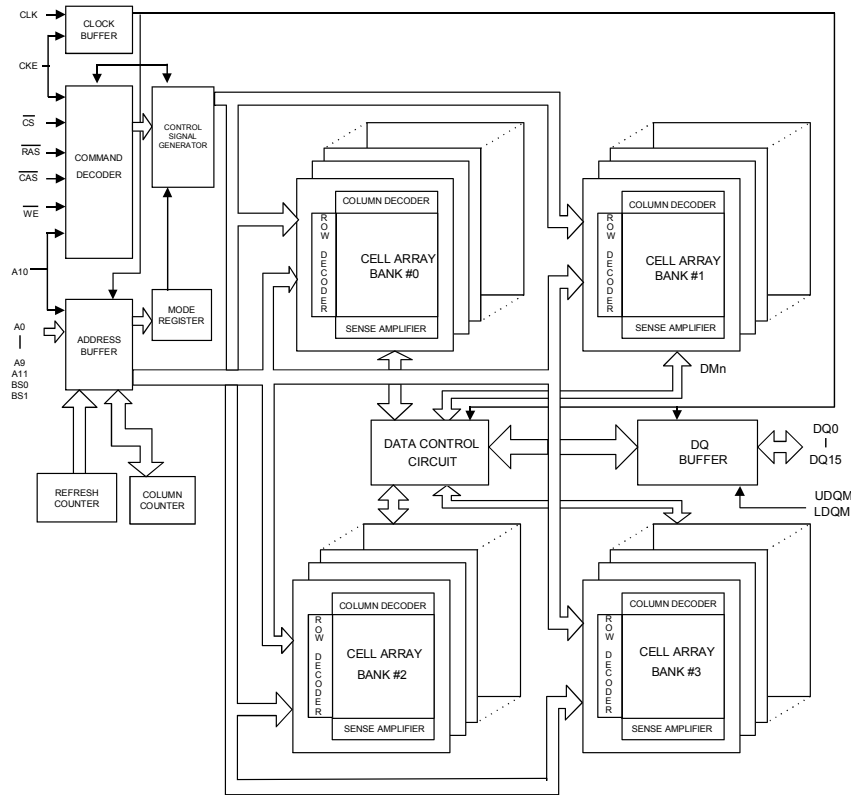 CLK
CLOCK
BUFFER
CKE
CS
RAS
CAS
WE
COMMAND
DECODER
CONTROL
SIGNAL
GENERATOR
A10
A0
A9
A11
BS0
BS1
ADDRESS
BUFFER
MODE
REGISTER
REFRESH
COUNTER
COLUMN
COUNTER
COLUMN DECODER
ROW DECODER
CELL ARRAY
BANK #0
SENSE AMPLIFIER
COLUMN DECODER
ROW DECODER
CELL ARRAY
BANK #1
SENSE AMPLIFIER
DMn
DATA CONTROL
CIRCUIT
DQ
BUFFER
DQ0
DQ15
UDQM
LDQM
COLUMN DECODER
ROW DECODER
CELL ARRAY
BANK #2
SENSE AMPLIFIER
COLUMN DECODER
ROW DECODER
CELL ARRAY
BANK #3
SENSE AMPLIFIER